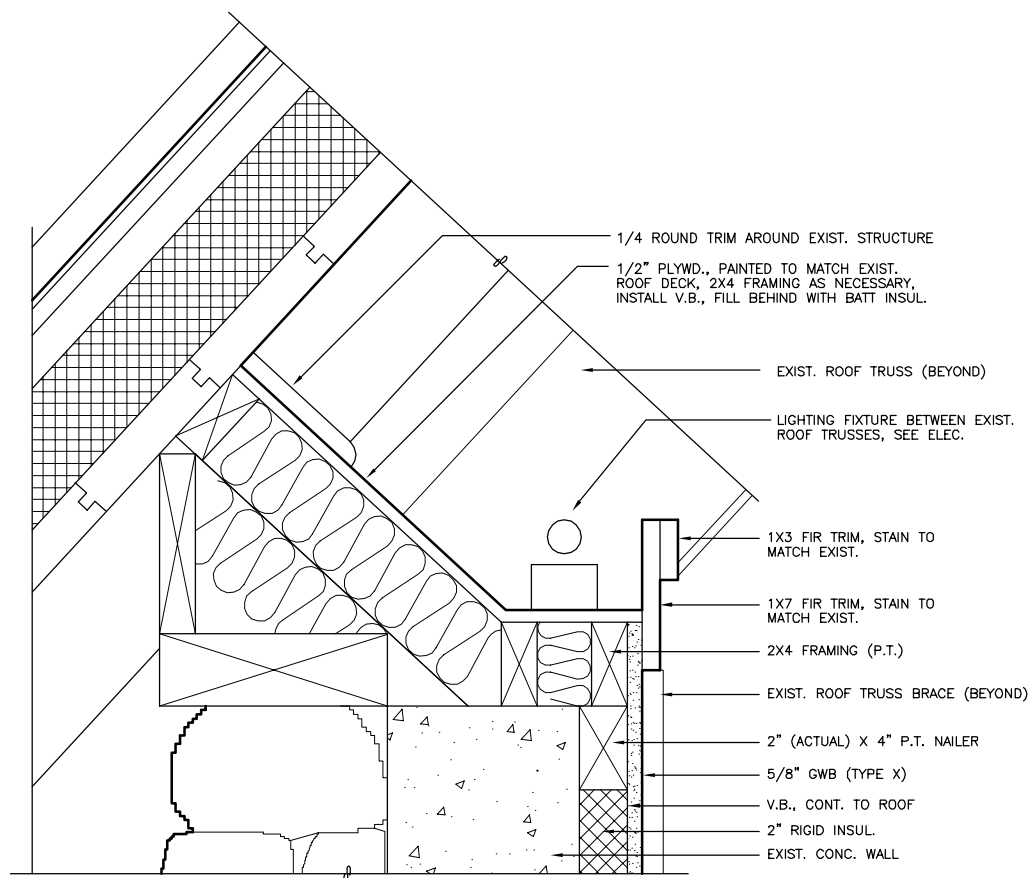 1/4 ROUND TRIM AROUND EXIST. STRUCTURE
1/2" PLYWD., PAINTED TO MATCH EXIST.
ROOF DECK, 2X4 FRAMING AS NECESSARY,
INSTALL V.B., FILL BEHIND WITH BATT INSUL.
EXIST. ROOF TRUSS (BEYOND)
LIGHTING FIXTURE BETWEEN EXIST.
ROOF TRUSSES, SEE ELEC.
1X3 FIR TRIM, STAIN TO
MATCH EXIST.
1X7 FIR TRIM, STAIN TO
MATCH EXIST.
2X4 FRAMING (P.T.)
EXIST. ROOF TRUSS BRACE (BEYOND)
2" (ACTUAL) X 4" P.T. NAILER
5/8" GWB (TYPE X)
V.B., CONT. TO ROOF
2" RIGID INSUL.
EXIST. CONC. WALL